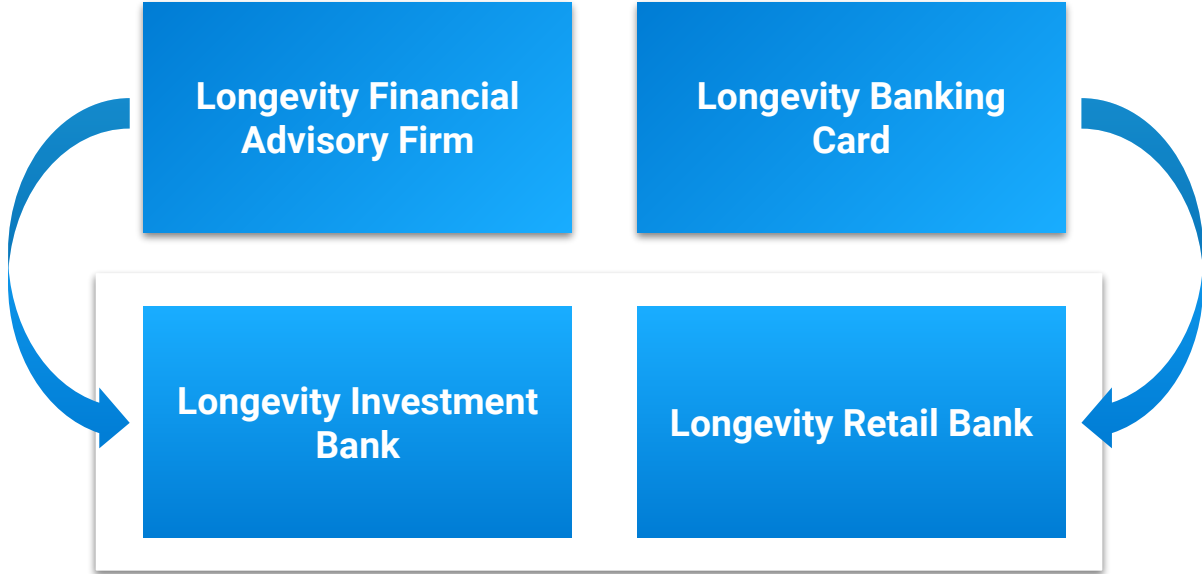 Longevity Financial
Advisory Firm
Longevity Banking
Card
Longevity Investment
Bank
Longevity Retail Bank